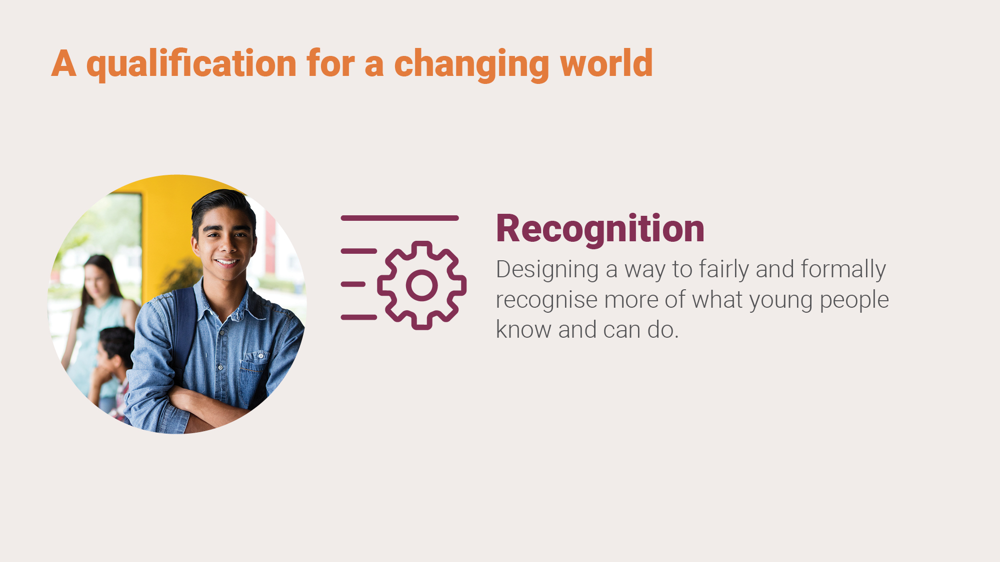 A qualification for a changing world
Recognition
Designing a way to fairly and formally
recognise more of what young people
know and can do.